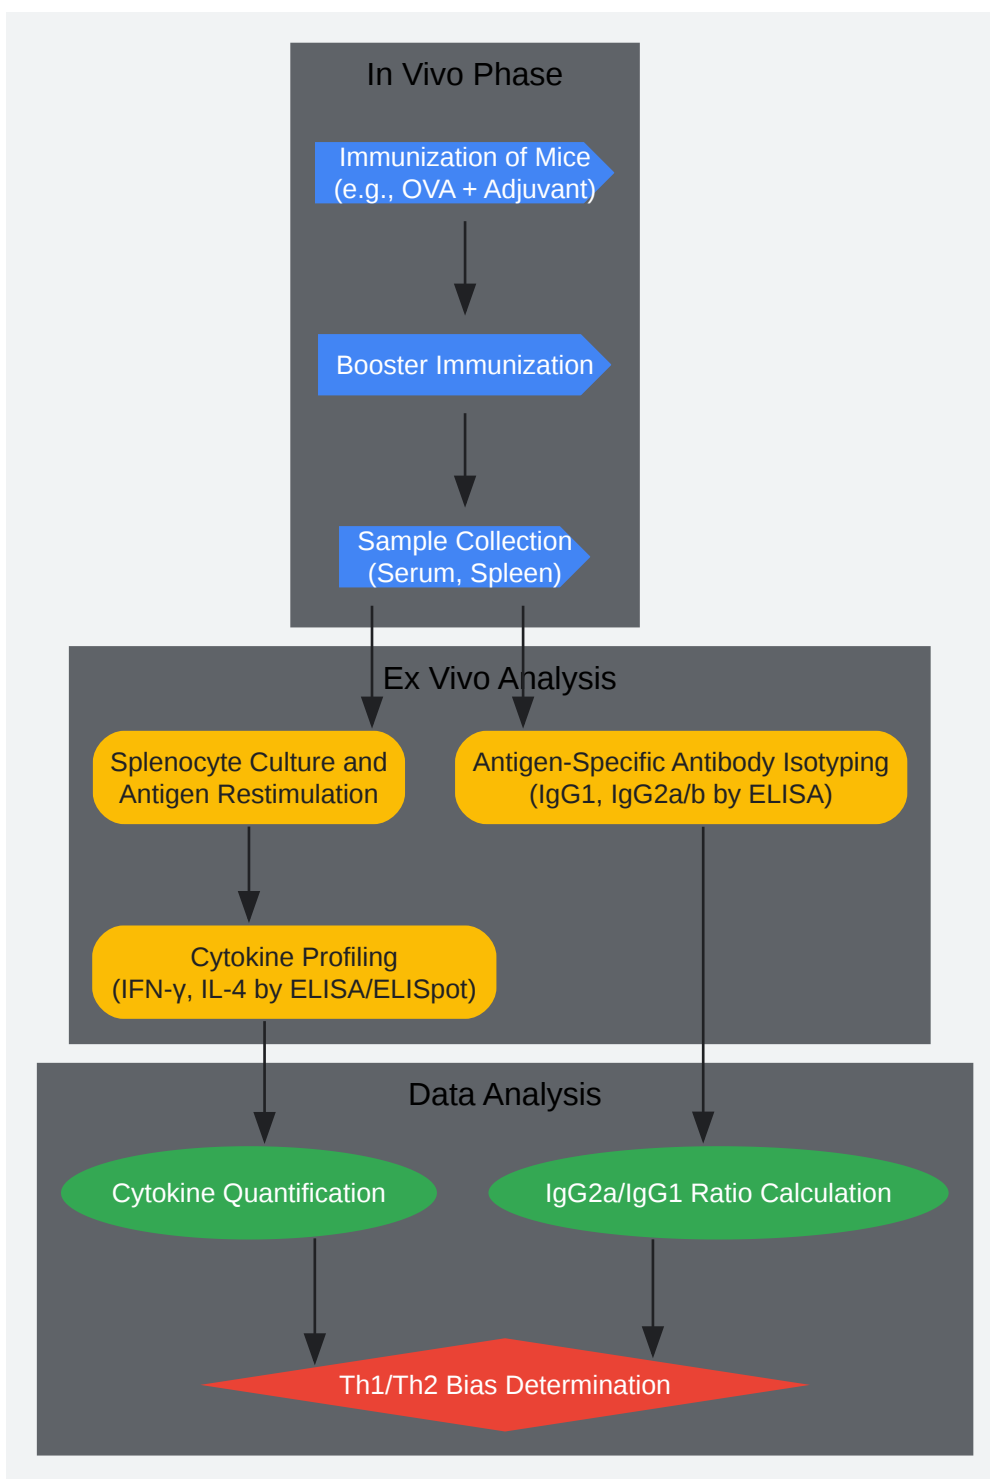 In Vivo Phase
Immunization of Mice
(e.g., OVA + Adjuvant)
Booster Immunization
Sample Collection
(Serum, Spleen)
Ex Vivo Analysis
Splenocyte Culture and
Antigen Restimulation
Antigen-Specific Antibody Isotyping
(IgG1, IgG2a/b by ELISA)
Cytokine Profiling
(IFN-γ, IL-4 by ELISA/ELISpot)
Data Analysis
Cytokine Quantification
IgG2a/IgG1 Ratio Calculation
Th1/Th2 Bias Determination